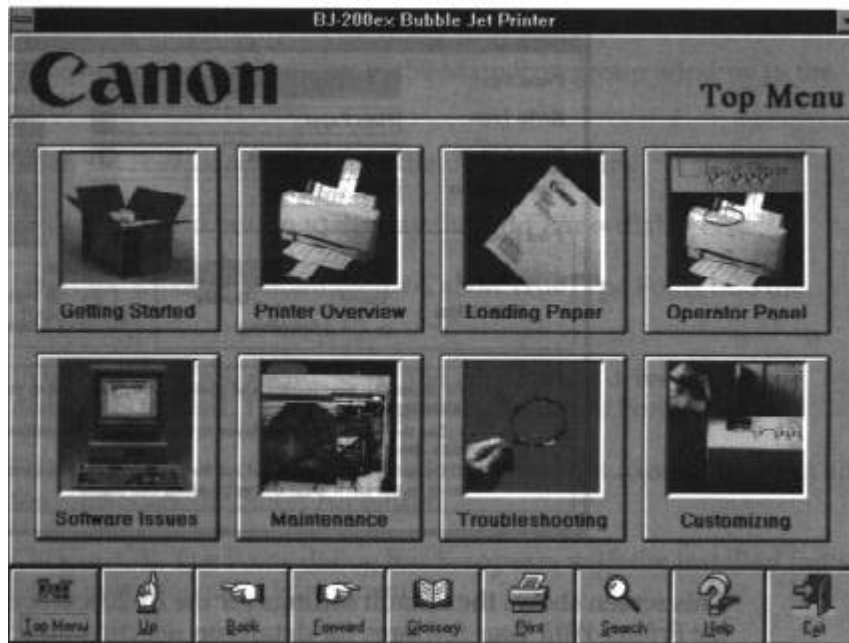 BJ-200ex Bubble Jet Printer
Canon
Top Menu
Getting Started
Printer Overview
Loading Paper
Operator Panel
Software Issues
Maintenance
Troubleshooting
Customizing
Top Menu
Up
Back
Forward
Glossary
Print
Search
Help
Exit